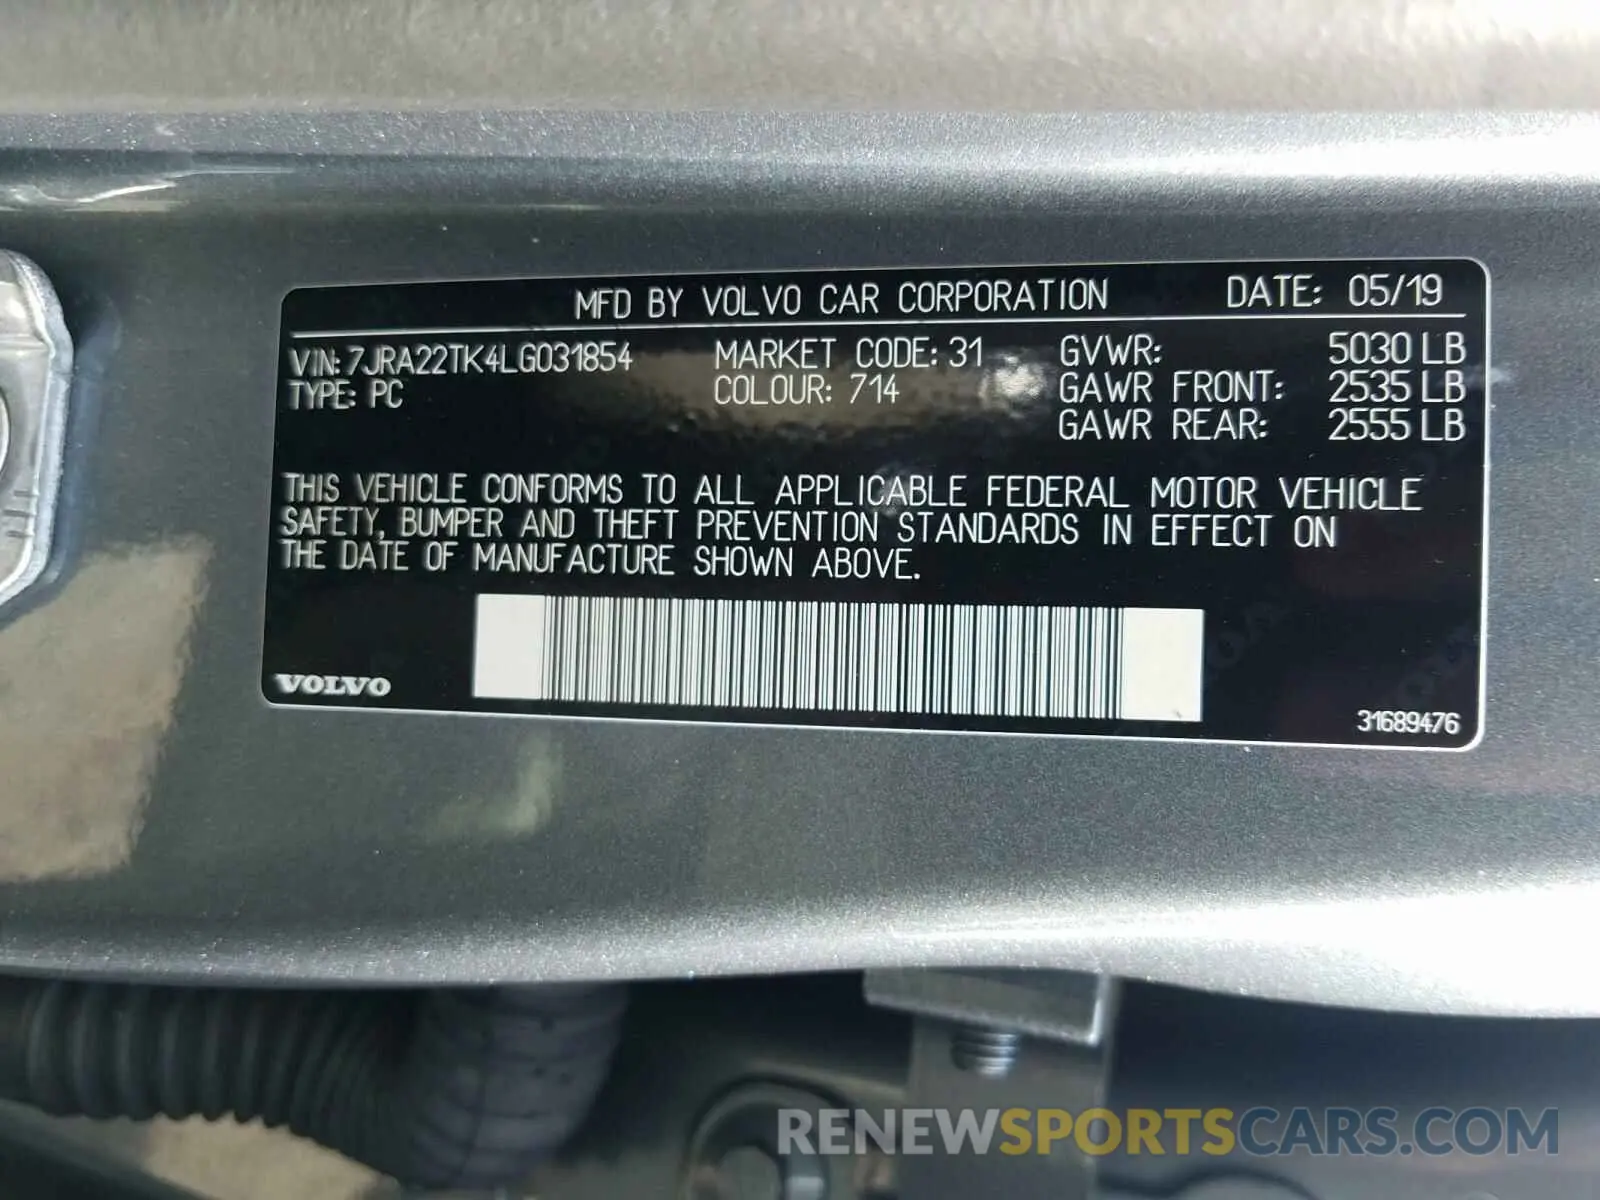 MFD BY VOLVO CAR CORPORATION DATE: 05/19
VIN: 7JRA22TK4LG031854 MARKET CODE: 31 GVWR: 5030 LB
TYPE: PC COLOUR: 714 GAWR FRONT: 2535 LB
GAWR REAR: 2555 LB
THIS VEHICLE CONFORMS TO ALL APPLICABLE FEDERAL MOTOR VEHICLE
SAFETY, BUMPER AND THEFT PREVENTION STANDARDS IN EFFECT ON
THE DATE OF MANUFACTURE SHOWN ABOVE.
VOLVO
31689476
RENEWSPORTSCARS.COM